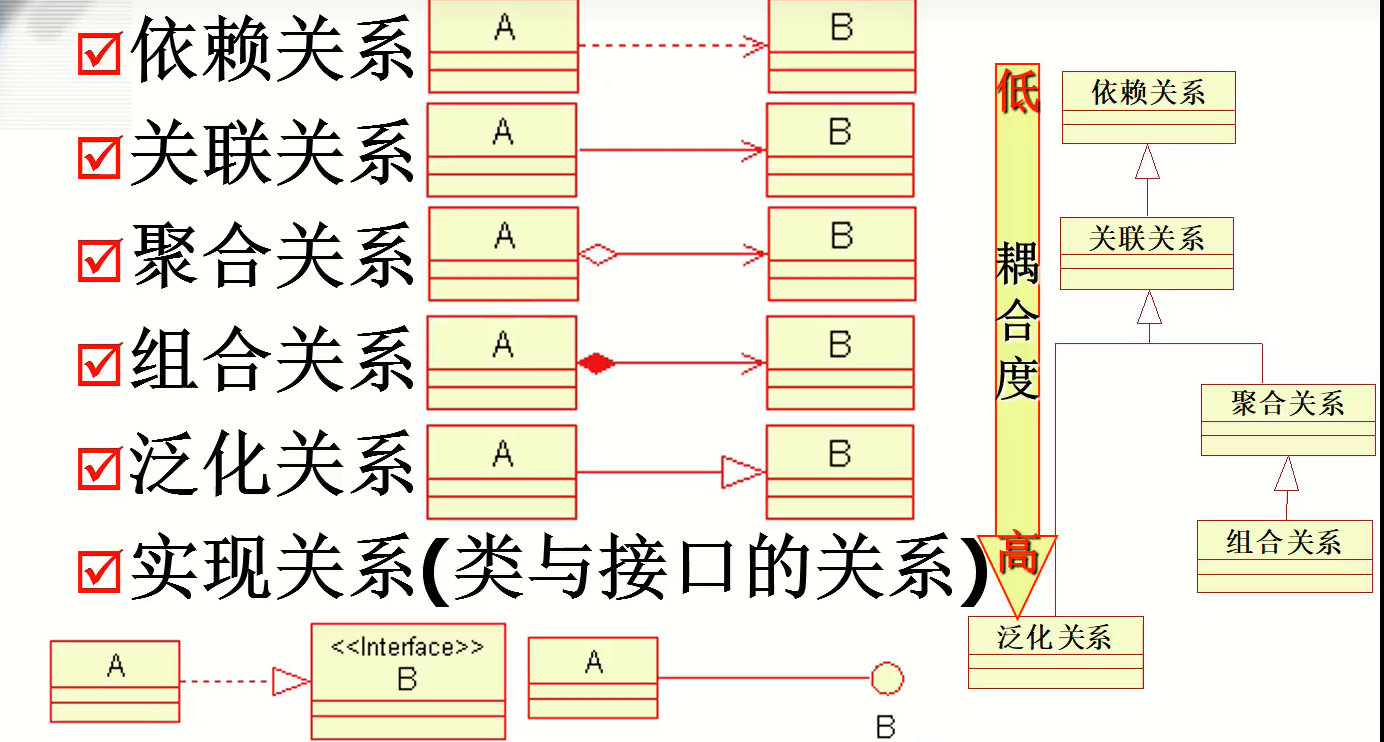 依赖关系
A
B
关联关系
A
B
聚合关系
A
B
组合关系
A
B
泛化关系
A
B
实现关系(类与接口的关系)
A
<<Interface>>
B
A
B
低
耦
合
度
高
依赖关系
关联关系
聚合关系
组合关系
泛化关系